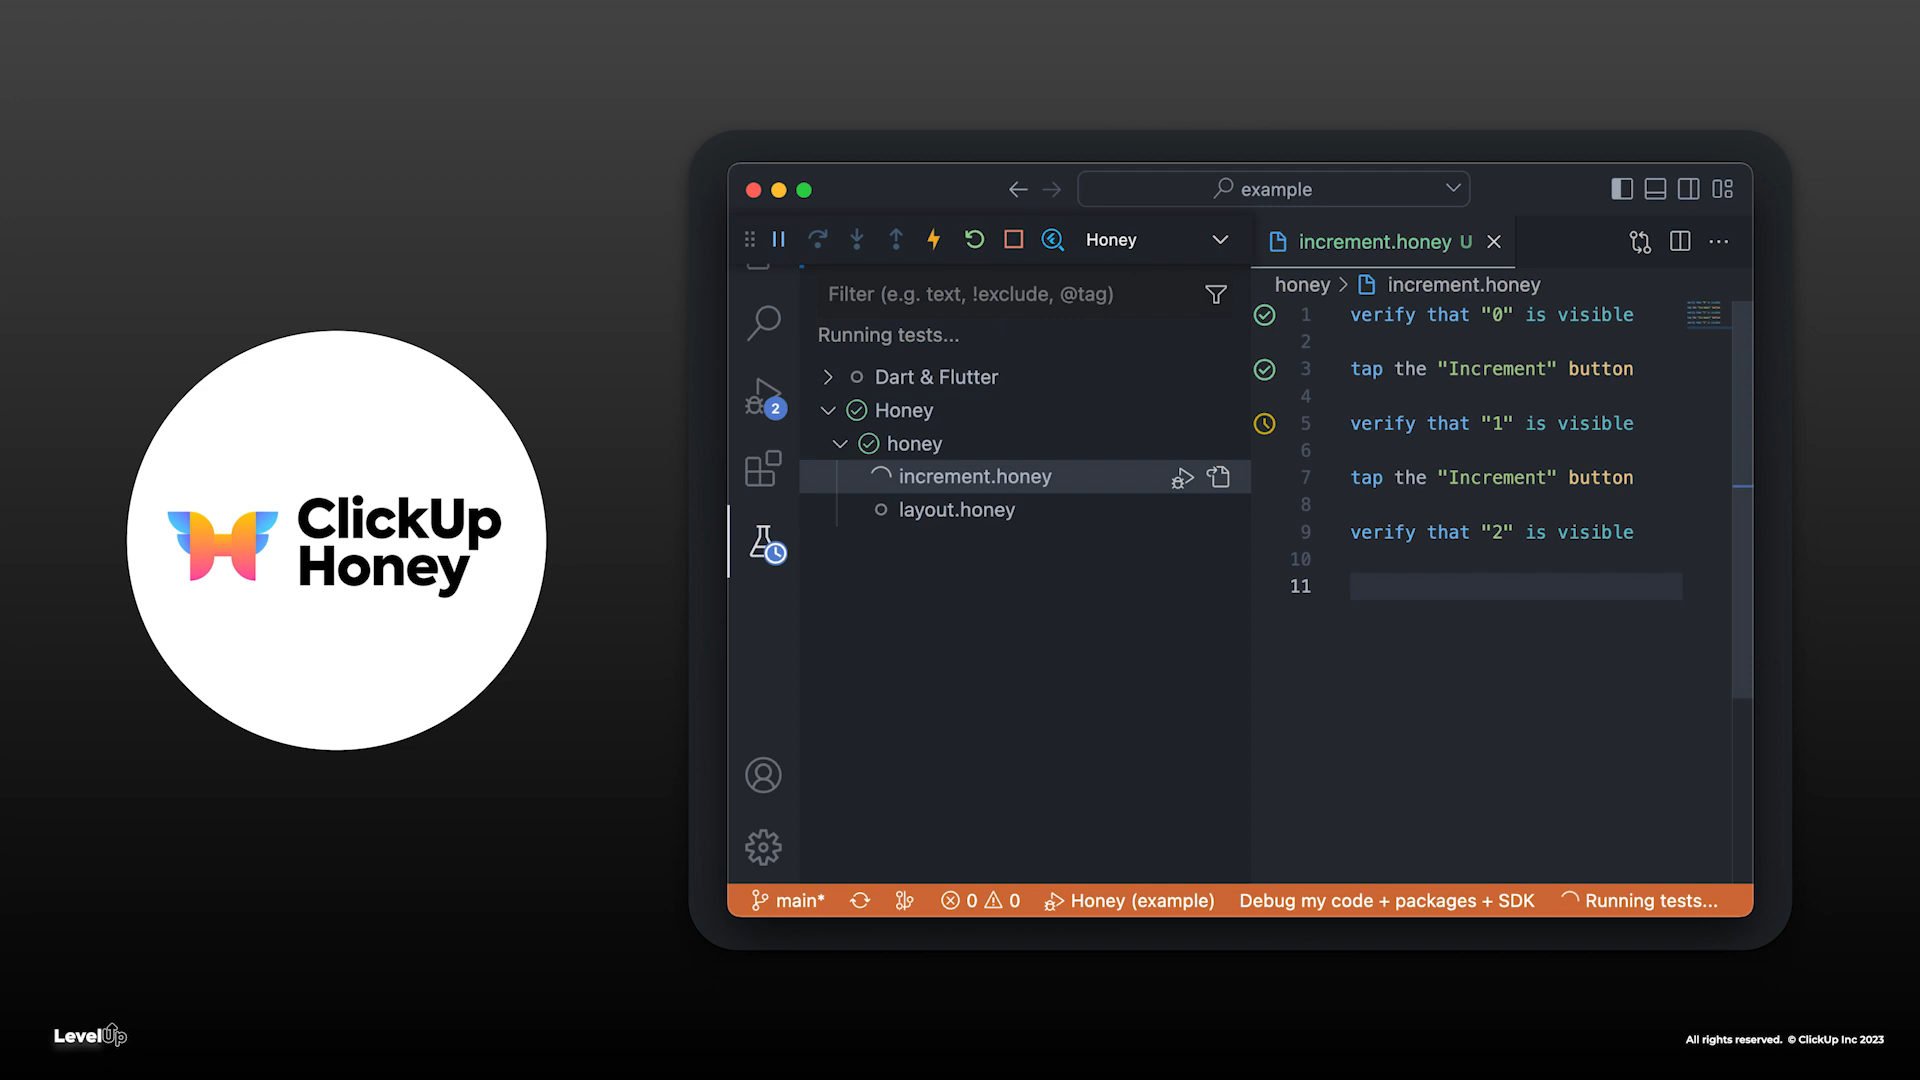 ClickUp
Honey
example
Honey
increment.honey U
Filter (e.g. text, !exclude, @tag)
honey > increment.honey
Running tests...
2
Dart & Flutter
Honey
honey
increment.honey
layout.honey
1 verify that "0" is visible
2
3 tap the "Increment" button
4
5 verify that "1" is visible
6
7 tap the "Increment" button
8
9 verify that "2" is visible
10
11
main* 0 0 Honey (example) Debug my code + packages + SDK Running tests...
LevelUp
All rights reserved. © ClickUp Inc 2023